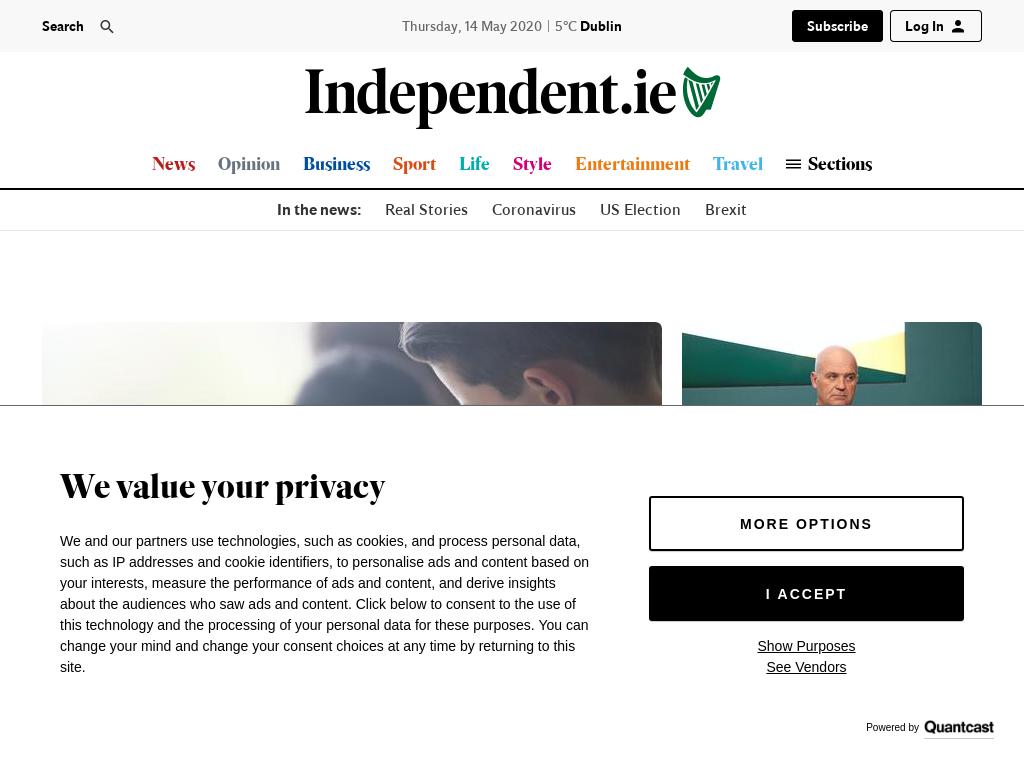 Search
Thursday, 14 May 2020 | 5°C Dublin
Subscribe
Log In
Independent.ie
News Opinion Business Sport Life Style Entertainment Travel Sections
In the news: Real Stories Coronavirus US Election Brexit
We value your privacy
We and our partners use technologies, such as cookies, and process personal data,
such as IP addresses and cookie identifiers, to personalise ads and content based on
your interests, measure the performance of ads and content, and derive insights
about the audiences who saw ads and content. Click below to consent to the use of
this technology and the processing of your personal data for these purposes. You can
change your mind and change your consent choices at any time by returning to this
site.
MORE OPTIONS
I ACCEPT
Show Purposes
See Vendors
Powered by Quantcast